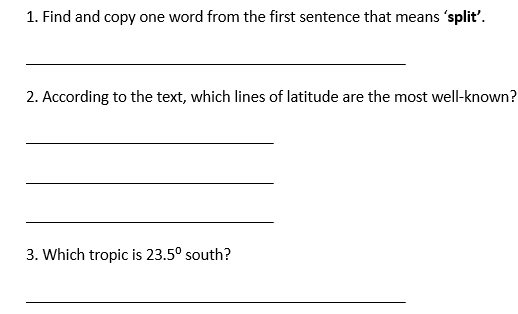 1. Find and copy one word from the first sentence that means ‘split’.
2. According to the text, which lines of latitude are the most well-known?
3. Which tropic is 23.5⁰ south?